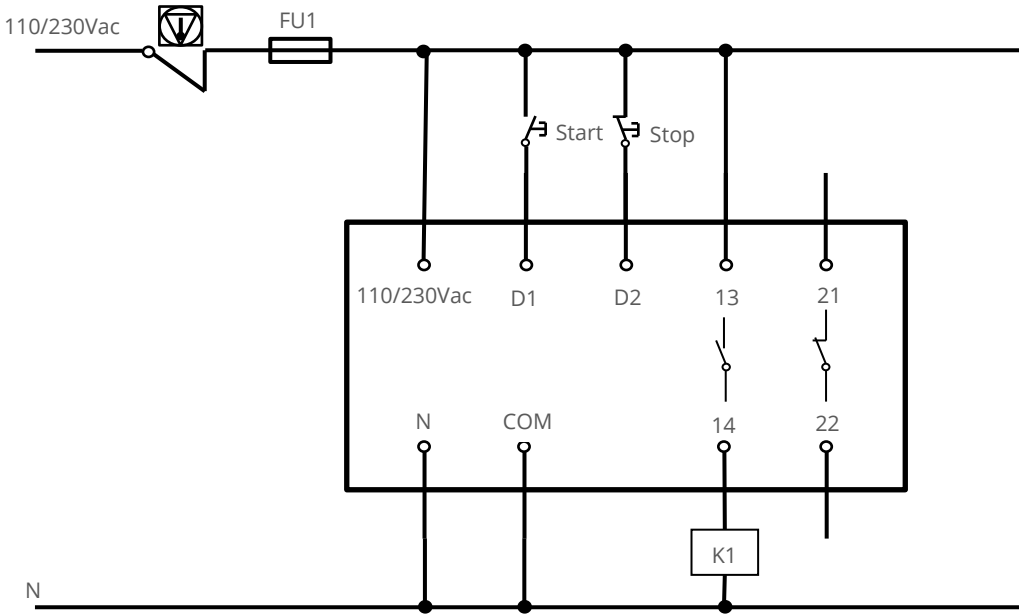 110/230Vac
FU1
Start
Stop
110/230Vac
D1
D2
13
21
N
COM
14
22
K1
N